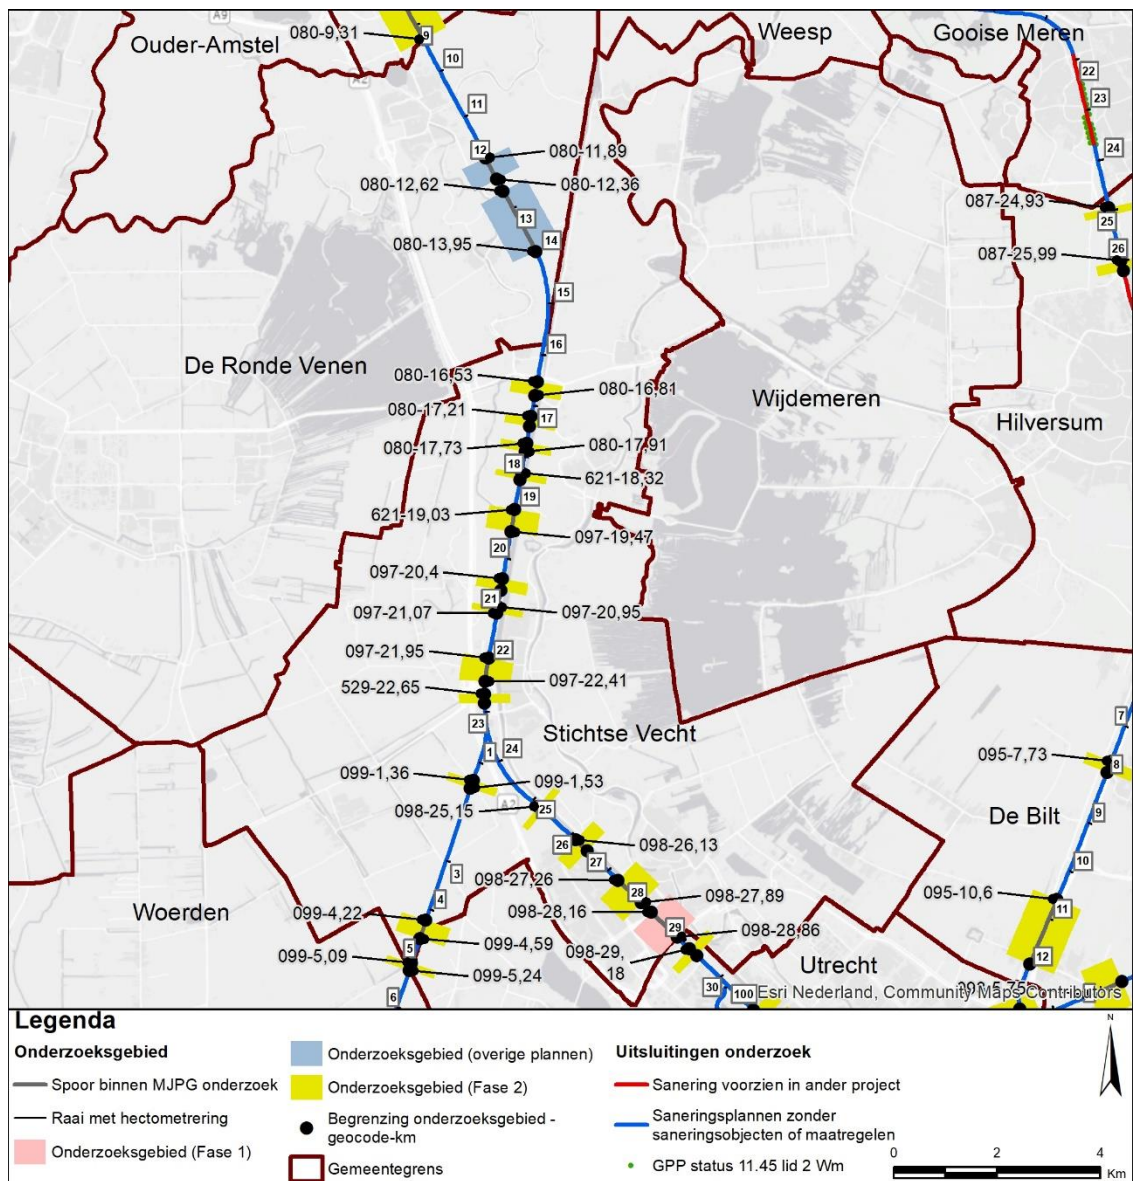 A9
Ouder-Amstel
080-9,31
9
Weesp
Gooise Meren
A2
10
22
11
23
12
080-11,89
24
080-12,62
080-12,36
087-24,93
13
25
080-13,95
14
26
087-25,99
15
16
De Ronde Venen
080-16,53
080-16,81
Wijdemeren
080-17,21
17
Hilversum
080-17,73
080-17,91
18
621-18,32
19
621-19,03
097-19,47
20
097-20,4
21
097-21,07
097-20,95
097-21,95
22
529-22,65
097-22,41
23
Stichtse Vecht
7
1
24
095-7,73
8
099-1,36
099-1,53
A2
098-25,15
25
De Bilt
9
26
098-26,13
27
10
3
098-27,26
28
098-27,89
095-10,6
4
Woerden
098-28,16
11
099-4,22
29
098-28,86
5
099-4,59
098-29,
18
12
099-5,09
099-5,24
Utrecht
6
30
100
Esri Nederland, Community Maps Contributors
Legenda
Onderzoeksgebied
Spoor binnen MJPG onderzoek
Raai met hectometrering
Onderzoeksgebied (Fase 1)
Onderzoeksgebied (overige plannen)
Onderzoeksgebied (Fase 2)
Begrenzing onderzoeksgebied -
geocode-km
Gemeentegrens
Uitsluitingen onderzoek
Sanering voorzien in ander project
Saneringsplannen zonder
saneringsobjecten of maatregelen
GPP status 11.45 lid 2 Wm
N
0 2 4
Km